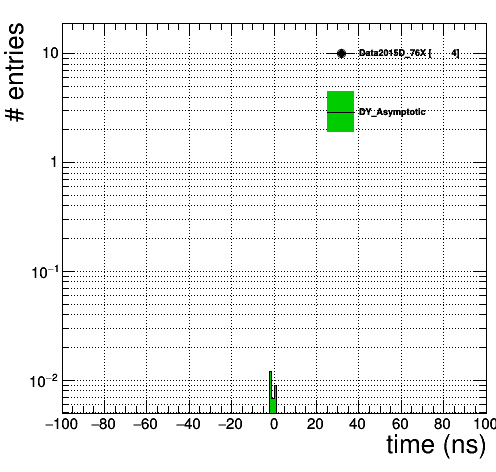 # entries
10
1
10⁻¹
10⁻²
Data2015D_76X [ 4]
DY_Asymptotic
−100 −80 −60 −40 −20 0 20 40 60 80 100
time (ns)